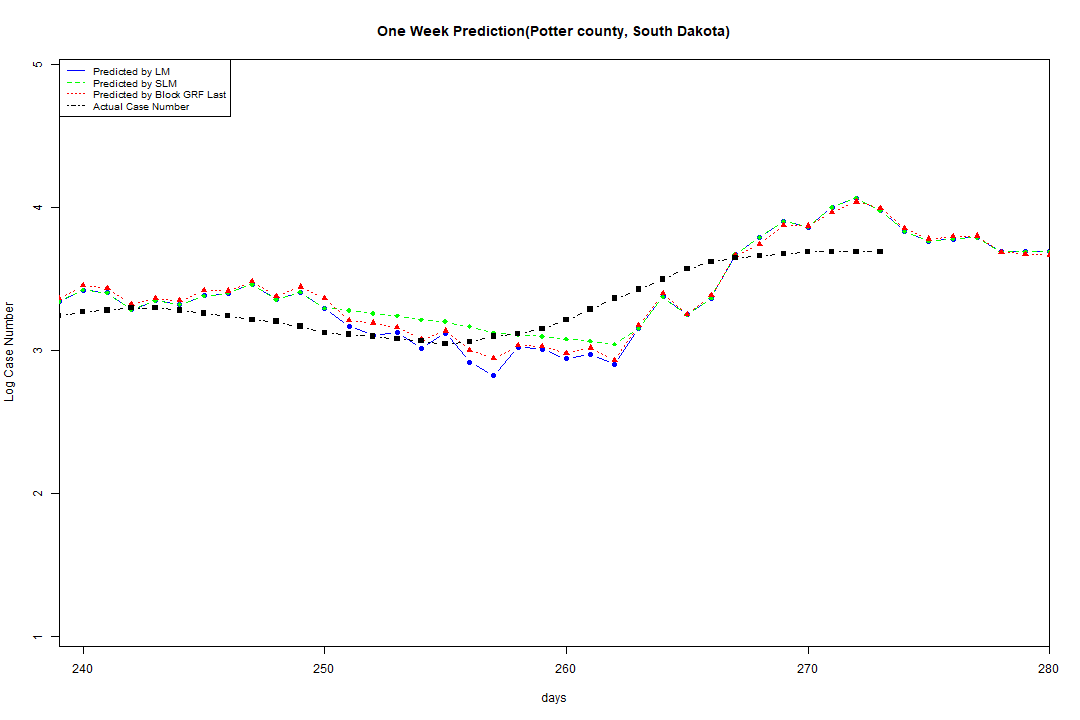 One Week Prediction(Potter county, South Dakota)
Predicted by LM
Predicted by SLM
Predicted by Block GRF Last
Actual Case Number
5
4
3
2
1
Log Case Number
240 250 260 270 280
days